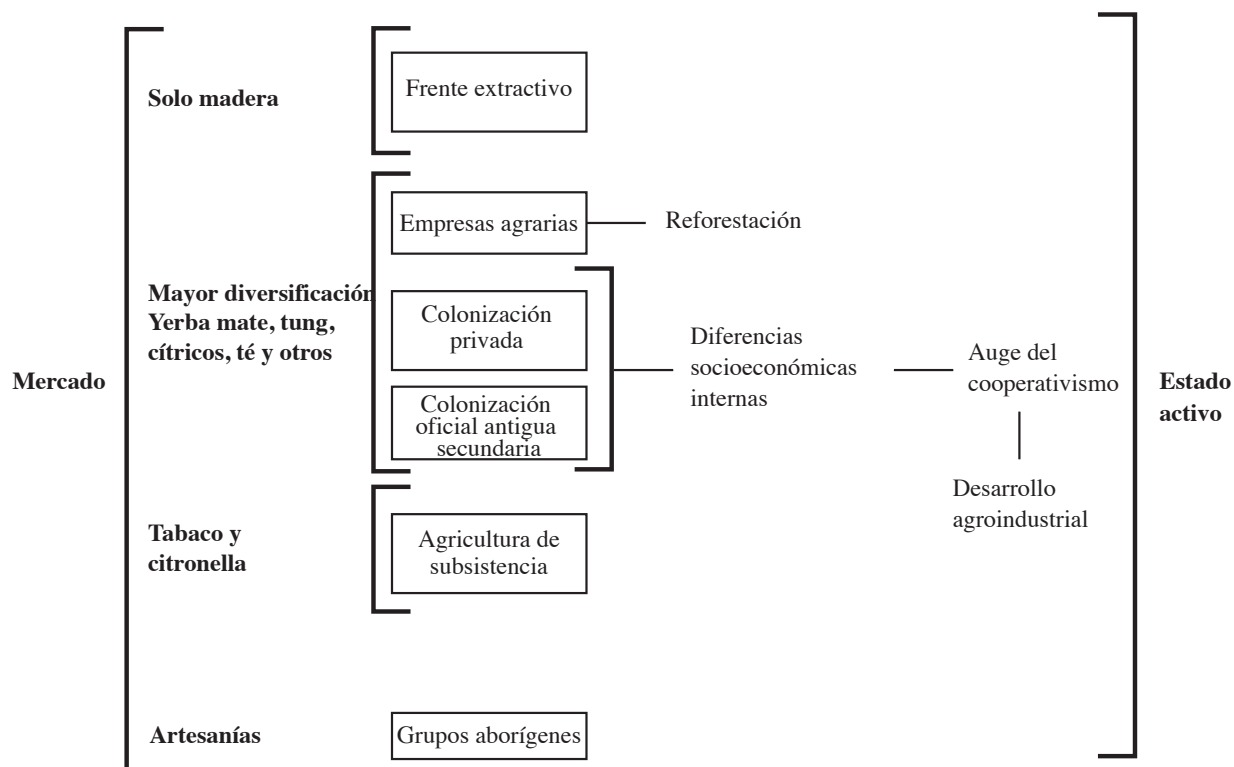 Solo madera
Frente extractivo
Empresas agrarias
Reforestación
Mayor diversificación
Yerba mate, tung,
cítricos, té y otros
Colonización
privada
Diferencias
socioeconómicas
internas
Auge del
cooperativismo
Mercado
Estado
activo
Colonización
oficial antigua
secundaria
Desarrollo
agroindustrial
Tabaco y
citronella
Agricultura de
subsistencia
Artesanías
Grupos aborígenes